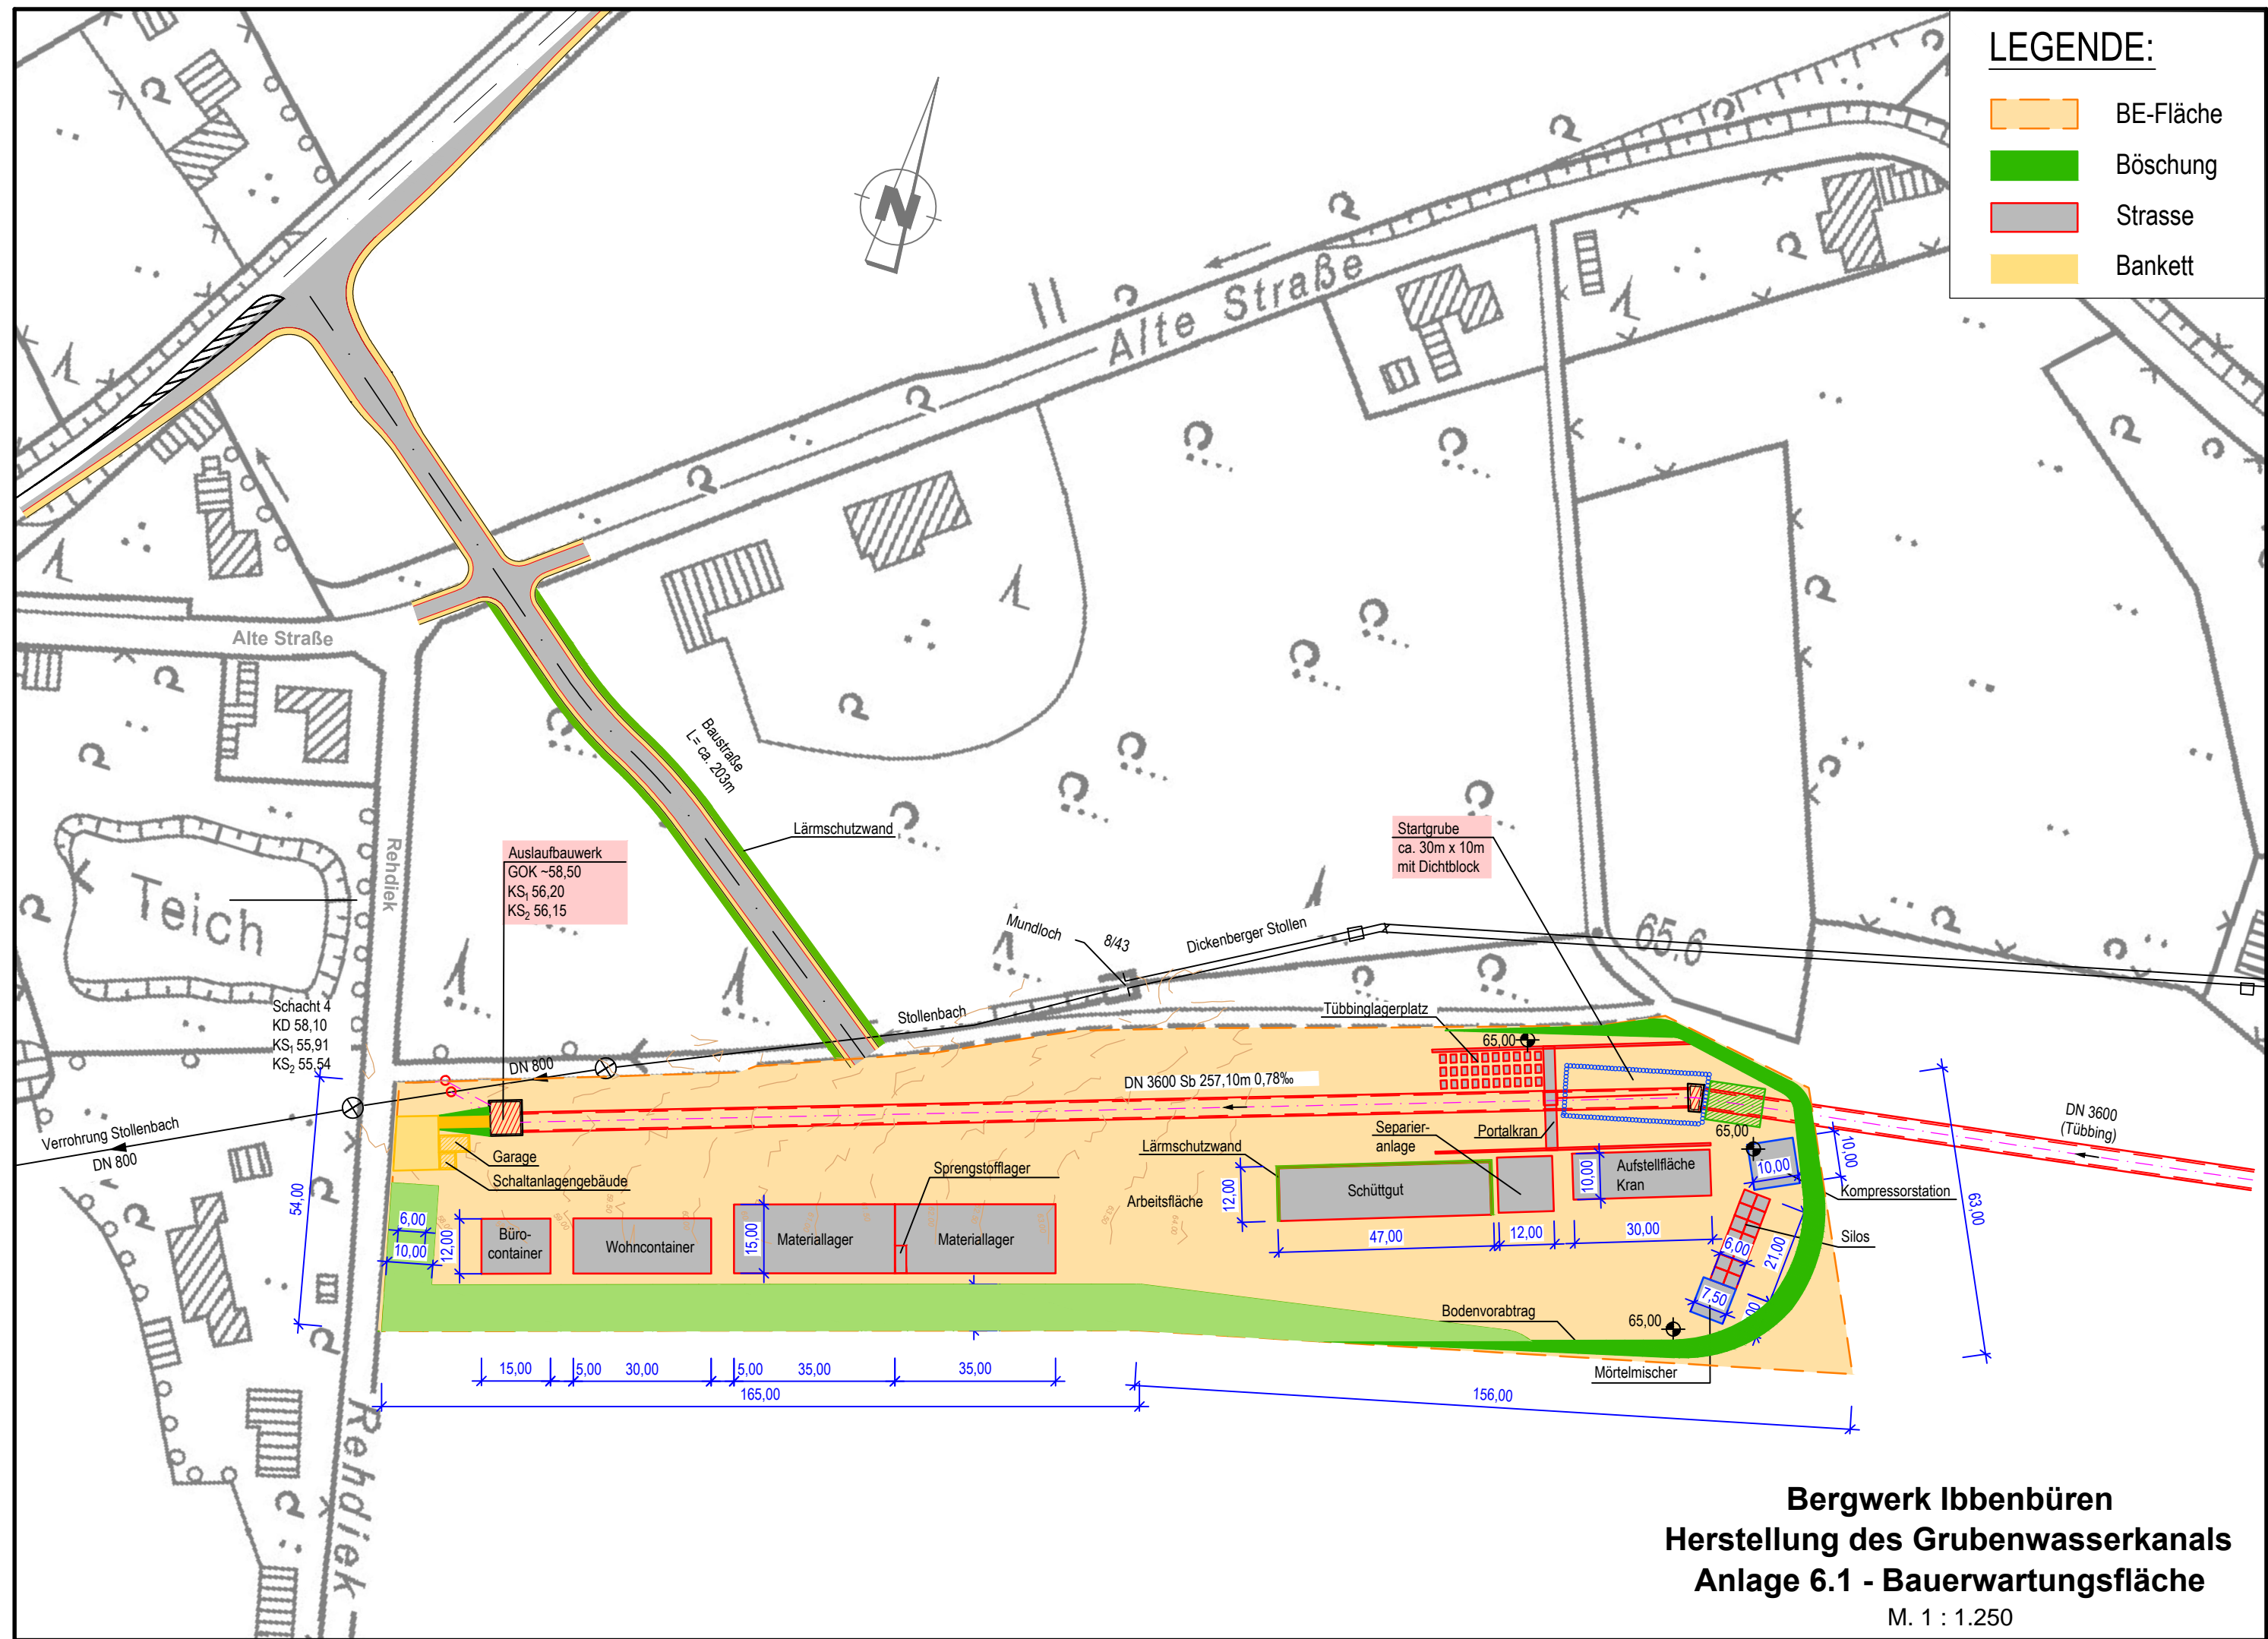 LEGENDE:
BE-Fläche
Böschung
Strasse
Bankett
N
Alte Straße
Alte Straße
Rehdiek
Teich
Baustraße
L= ca. 203m
Lärmschutzwand
Auslaufbauwerk
GOK ~58,50
KS₁ 56,20
KS₂ 56,15
Startgrube
ca. 30m x 10m
mit Dichtblock
Mundloch
8/43
Dickenberger Stollen
65.6
Schacht 4
KD 58,10
KS₁ 55,91
KS₂ 55,54
Stollenbach
DN 800
Tübbinglagerplatz
65,00
DN 3600 Sb 257,10m 0,78‰
Verrohrung Stollenbach
DN 800
DN 3600
(Tübbing)
Garage
Schaltanlagengebäude
Sprengstofflager
Lärmschutzwand
Separier-
anlage
Portalkran
65,00
10,00
10,00
Aufstellfläche
Kran
10,00
Kompressorstation
63,00
54,00
Arbeitsfläche
12,00
Schüttgut
6,00
10,00
12,00
Büro-
container
Wohncontainer
15,00
Materiallager
Materiallager
47,00
12,00
30,00
6,00
21,00
Silos
7,50
Bodenvorabtrag
65,00
Mörtelmischer
15,00
5,00
30,00
5,00
35,00
35,00
165,00
156,00
Rehdiek
Bergwerk Ibbenbüren
Herstellung des Grubenwasserkanals
Anlage 6.1 - Bauerwartungsfläche
M. 1 : 1.250